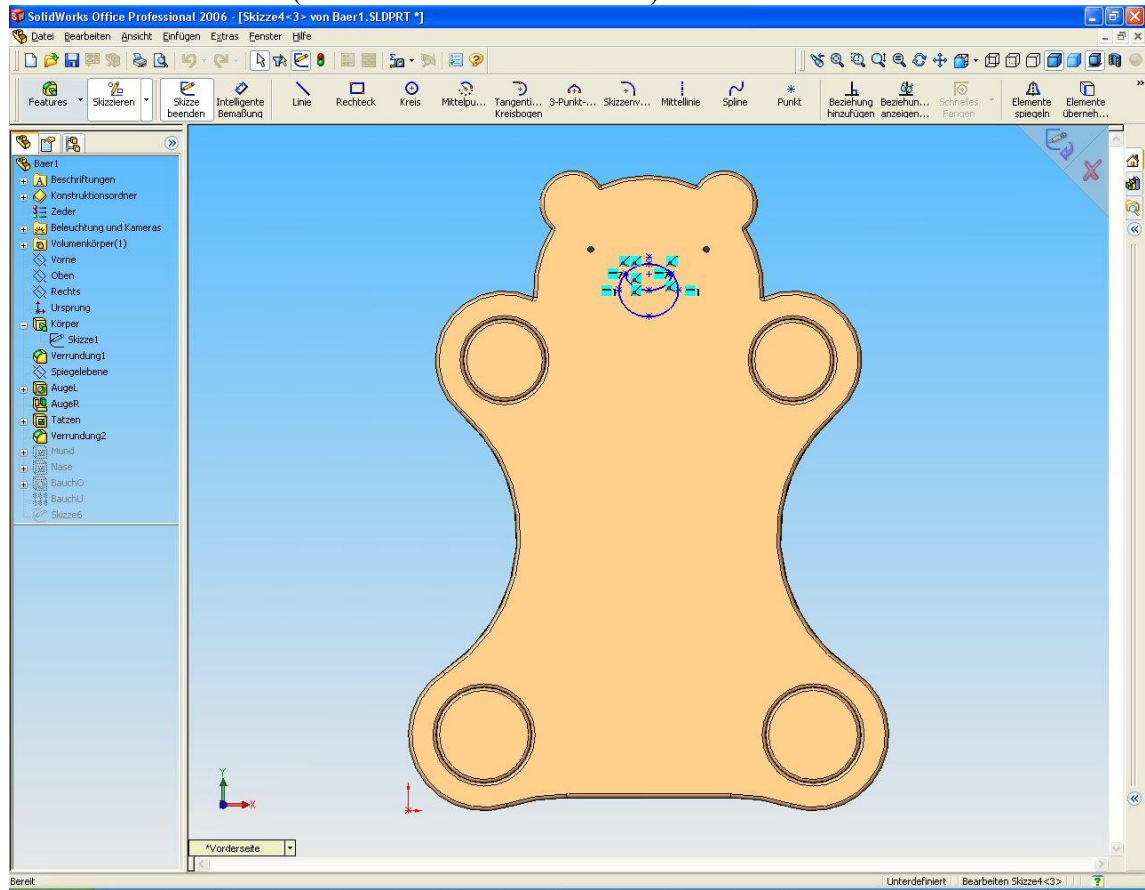 SolidWorks Office Professional 2006 - [Skizze4<3> von Baer1.SLDPRT *]
Datei Bearbeiten Ansicht Einfügen Extras Fenster Hilfe
Features Skizzieren Skizze beenden Intelligente Bemaßung Linie Rechteck Kreis Mittelpu... Tangenti... Kreisbogen 3-Punkt-... Skizzenv... Mittellinie Spline Punkt Beziehung hinzufügen Beziehun... anzeigen... Schnelles Fangen Elemente spiegeln Elemente überneh...
Baer1
Beschriftungen
Konstruktionsordner
Zeder
Beleuchtung und Kameras
Volumenkörper(1)
Vorne
Oben
Rechts
Ursprung
Körper
Skizze1
Verrundung1
Spiegelebene
AugeL
AugeR
Tatzen
Verrundung2
Mund
Nase
BauchO
BauchU
Skizze6
Y
X
*Vorderseite
Bereit
Unterdefiniert Bearbeiten Skizze4<3>